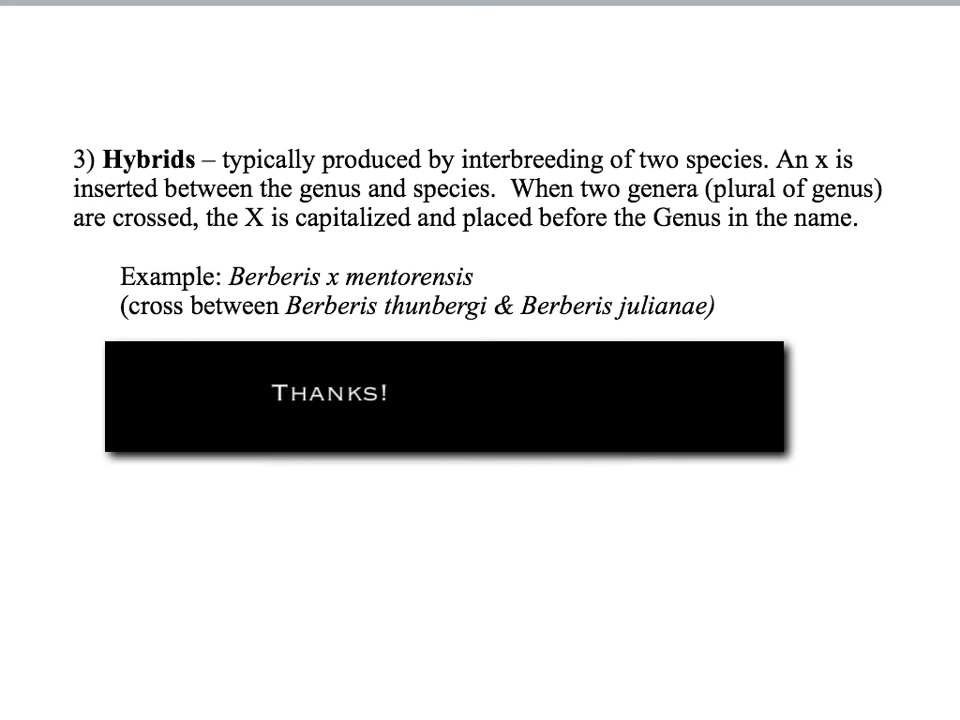 3) Hybrids – typically produced by interbreeding of two species. An x is
inserted between the genus and species.  When two genera (plural of genus)
are crossed, the X is capitalized and placed before the Genus in the name.
Example: Berberis x mentorensis
(cross between Berberis thunbergi & Berberis julianae)
THANKS!